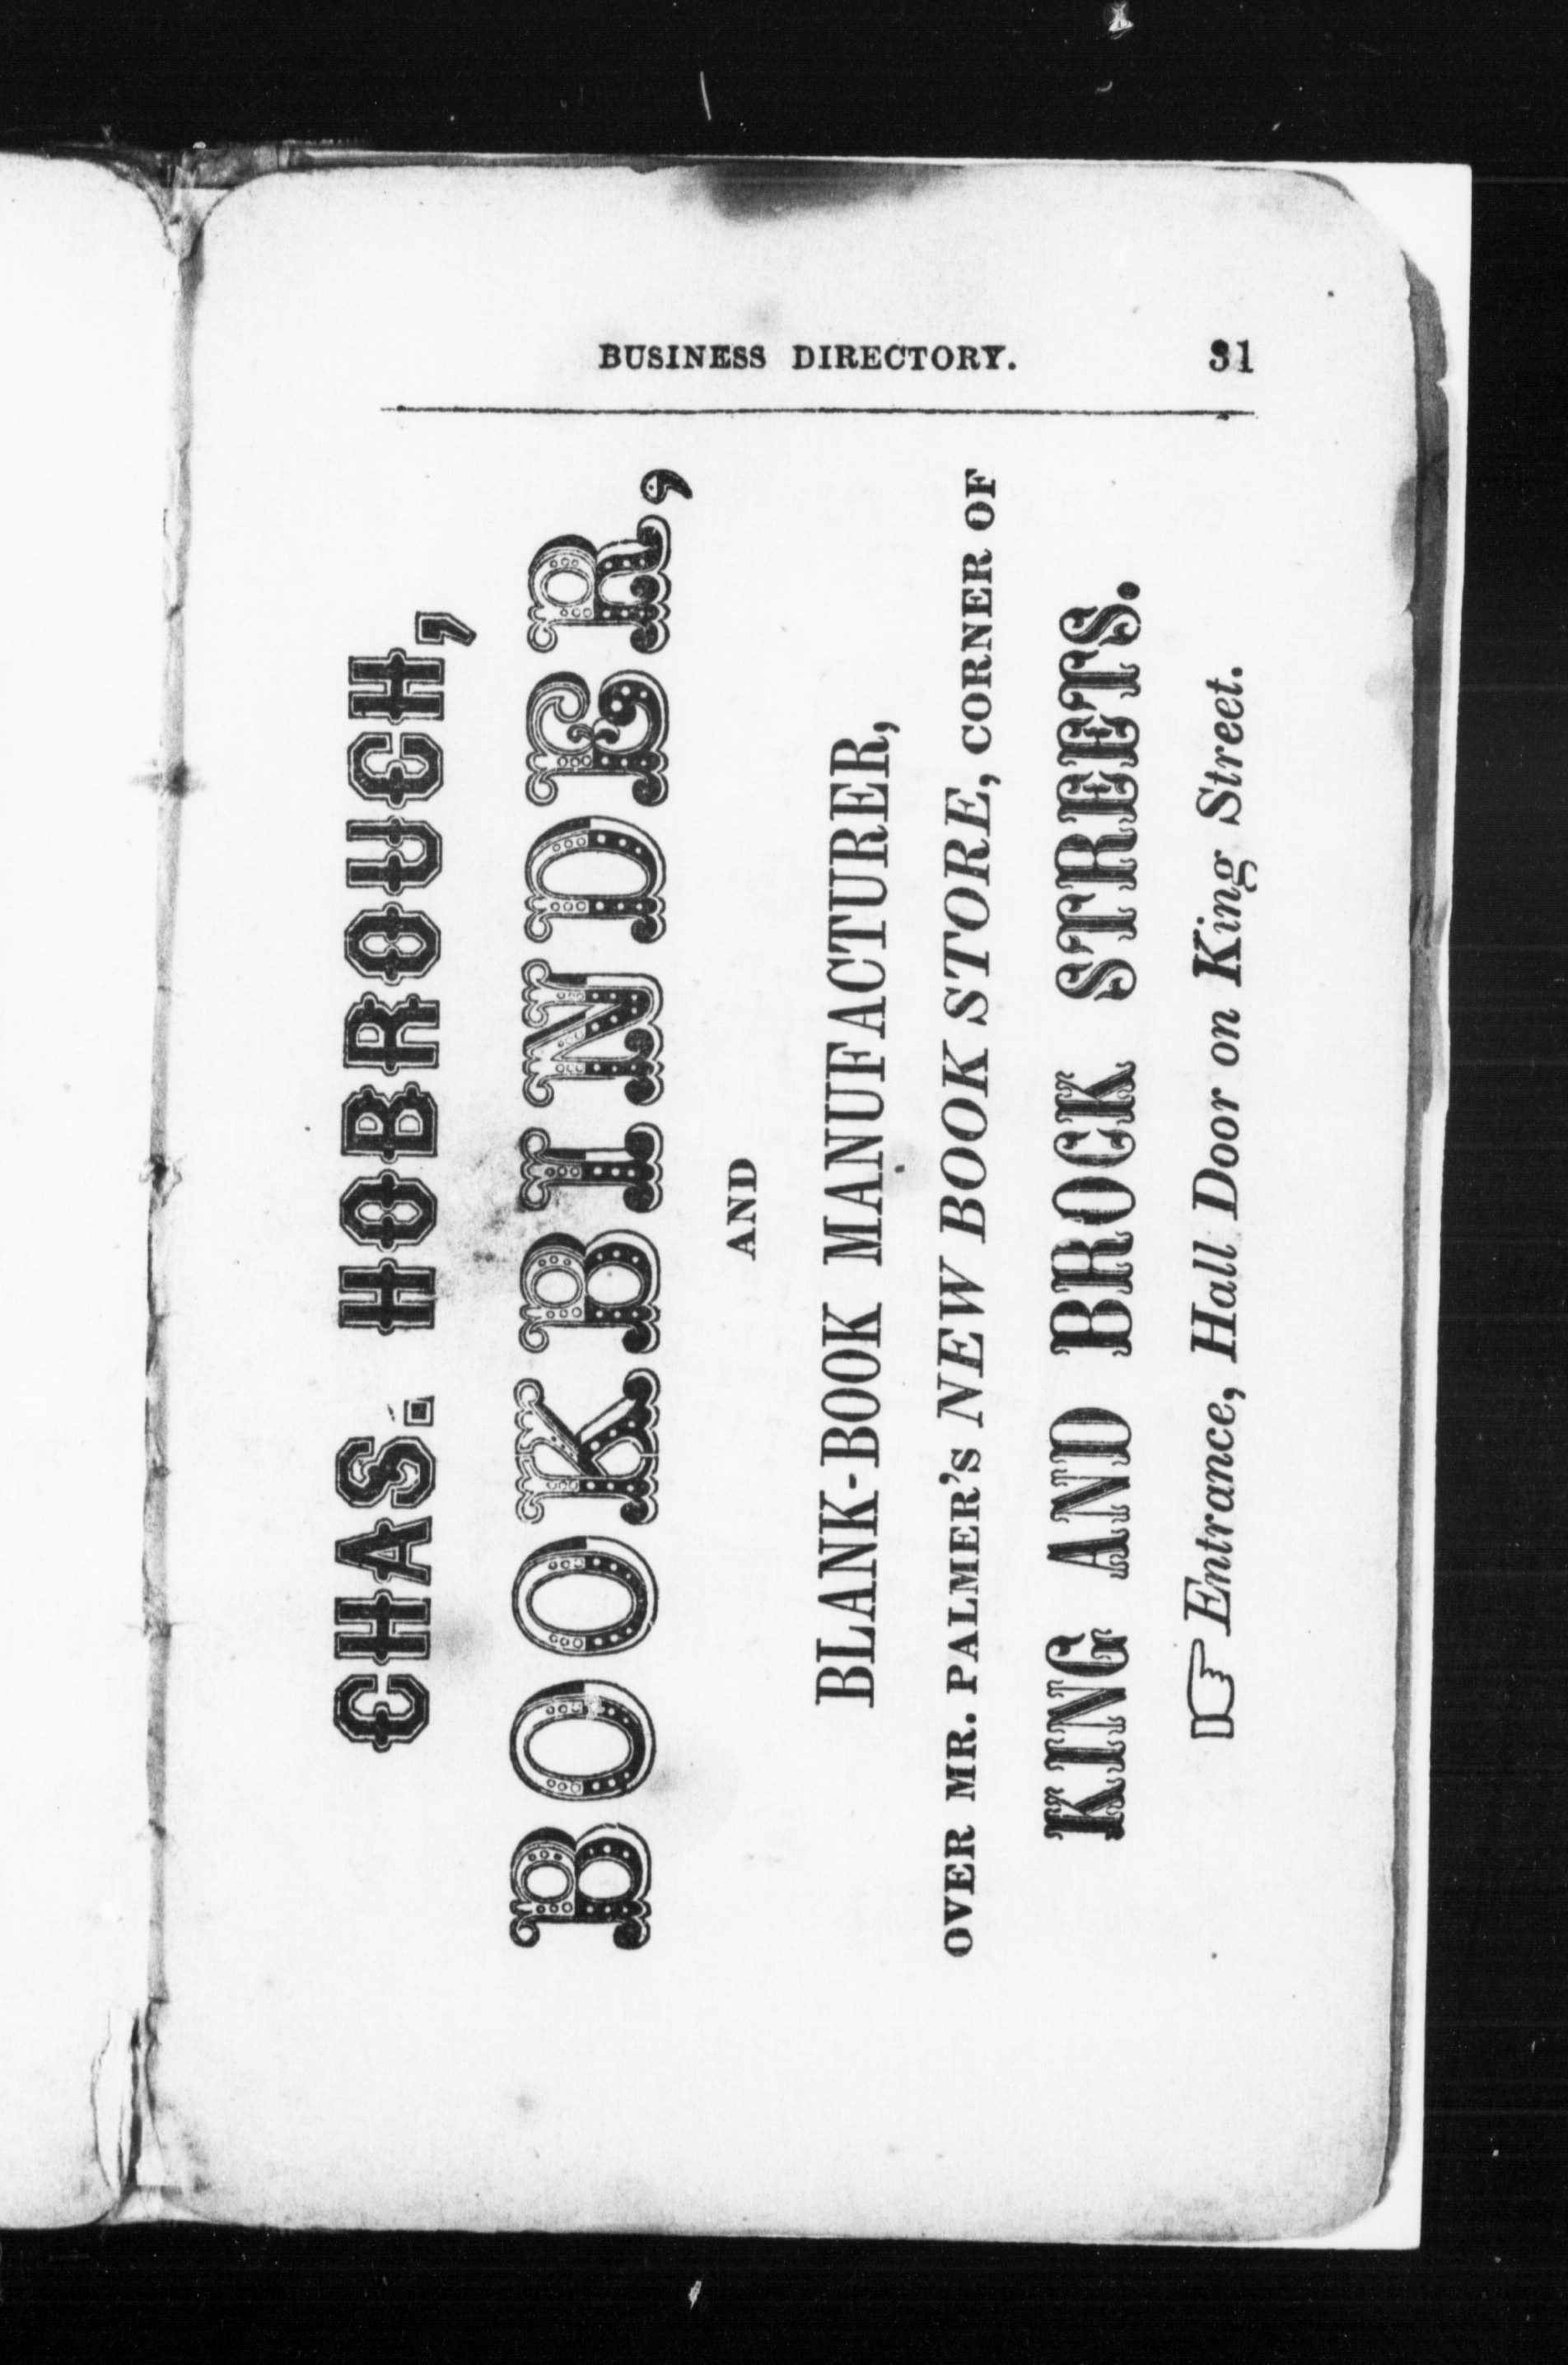 BUSINESS DIRECTORY. 31
CHAS. HOBROUGH,
BOOKBINDER,
AND
BLANK-BOOK MANUFACTURER,
OVER MR. PALMER'S NEW BOOK STORE, CORNER OF
KING AND BROCK STREETS.
☞ Entrance, Hall Door on King Street.